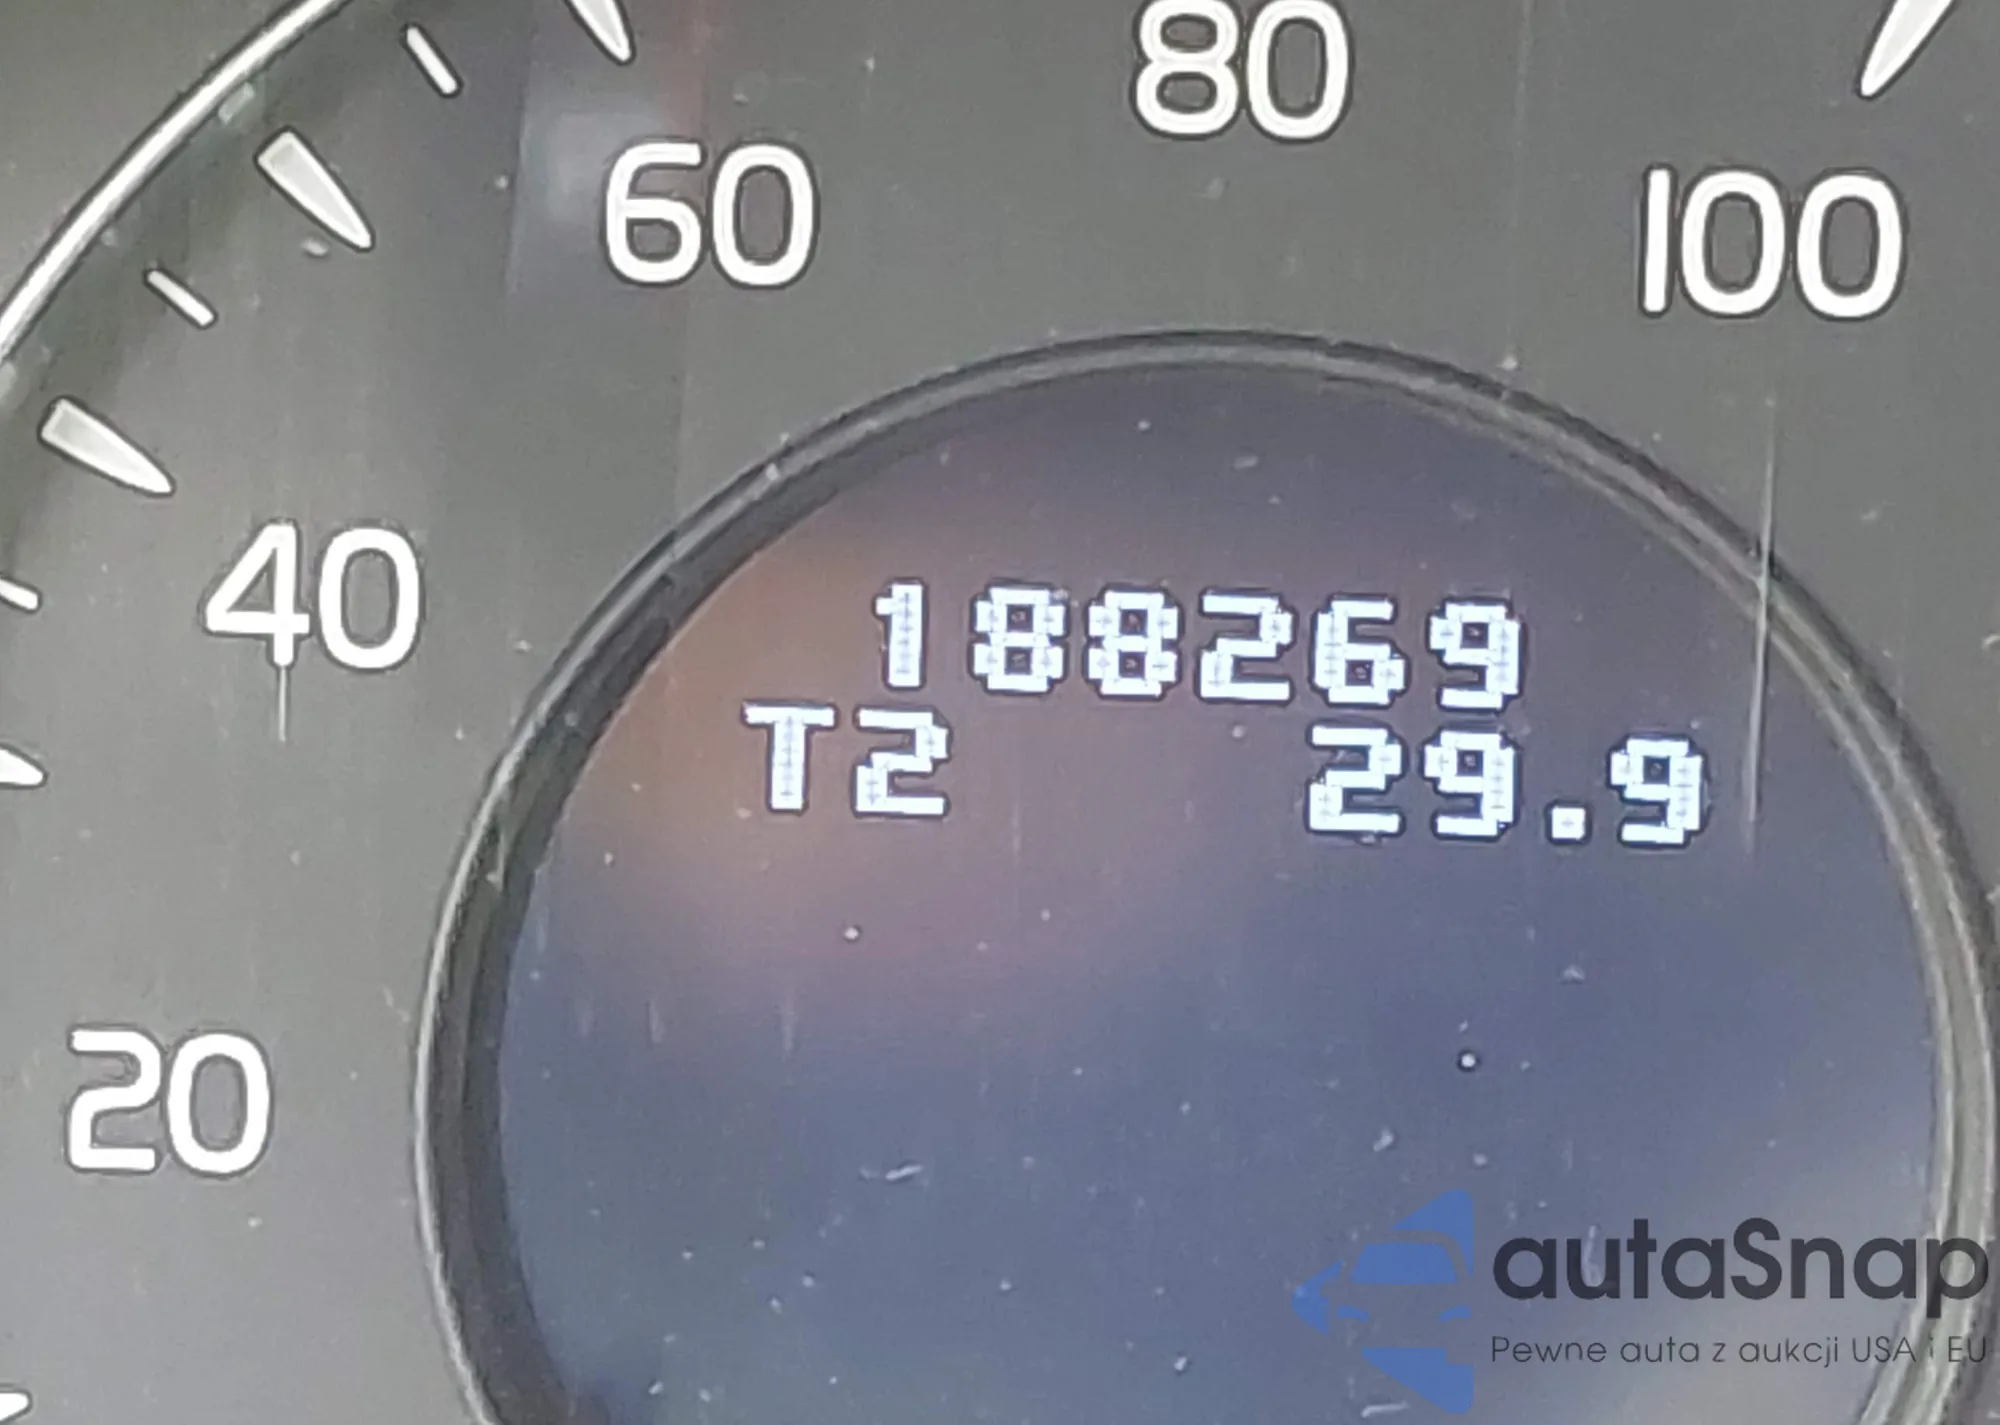 80
60
100
40
188269
T2 29.9
20
autaSnap
Pewne auta z aukcji USA i EU